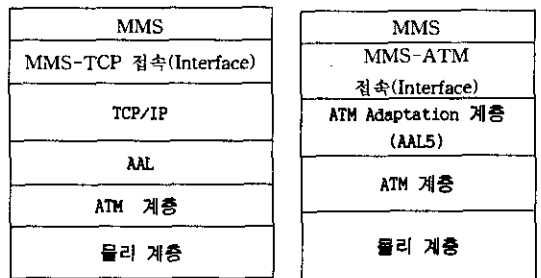 MMS
MMS-TCP 접속(Interface)
TCP/IP
AAL
ATM 계층
물리 계층
MMS
MMS-ATM
접속(Interface)
ATM Adaptation 계층
(AAL5)
ATM 계층
물리 계층